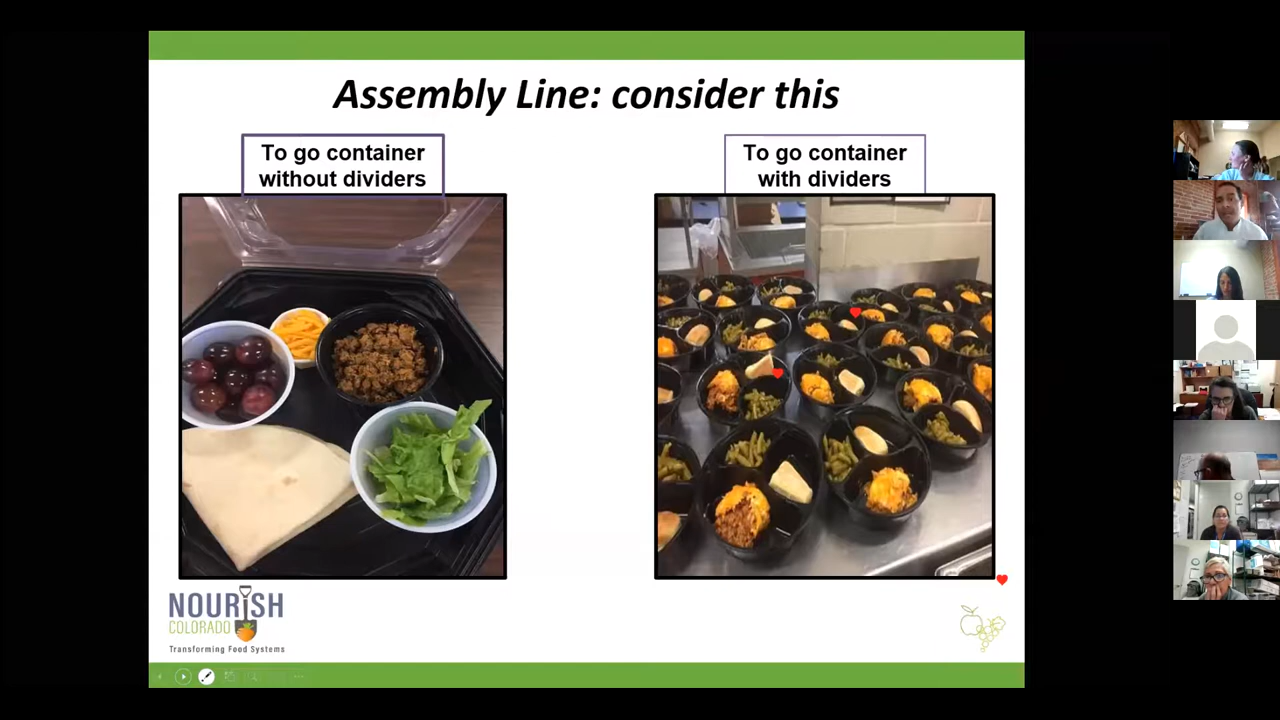 Assembly Line: consider this
To go container
without dividers
To go container
with dividers
NOURISH
COLORADO
Transforming Food Systems